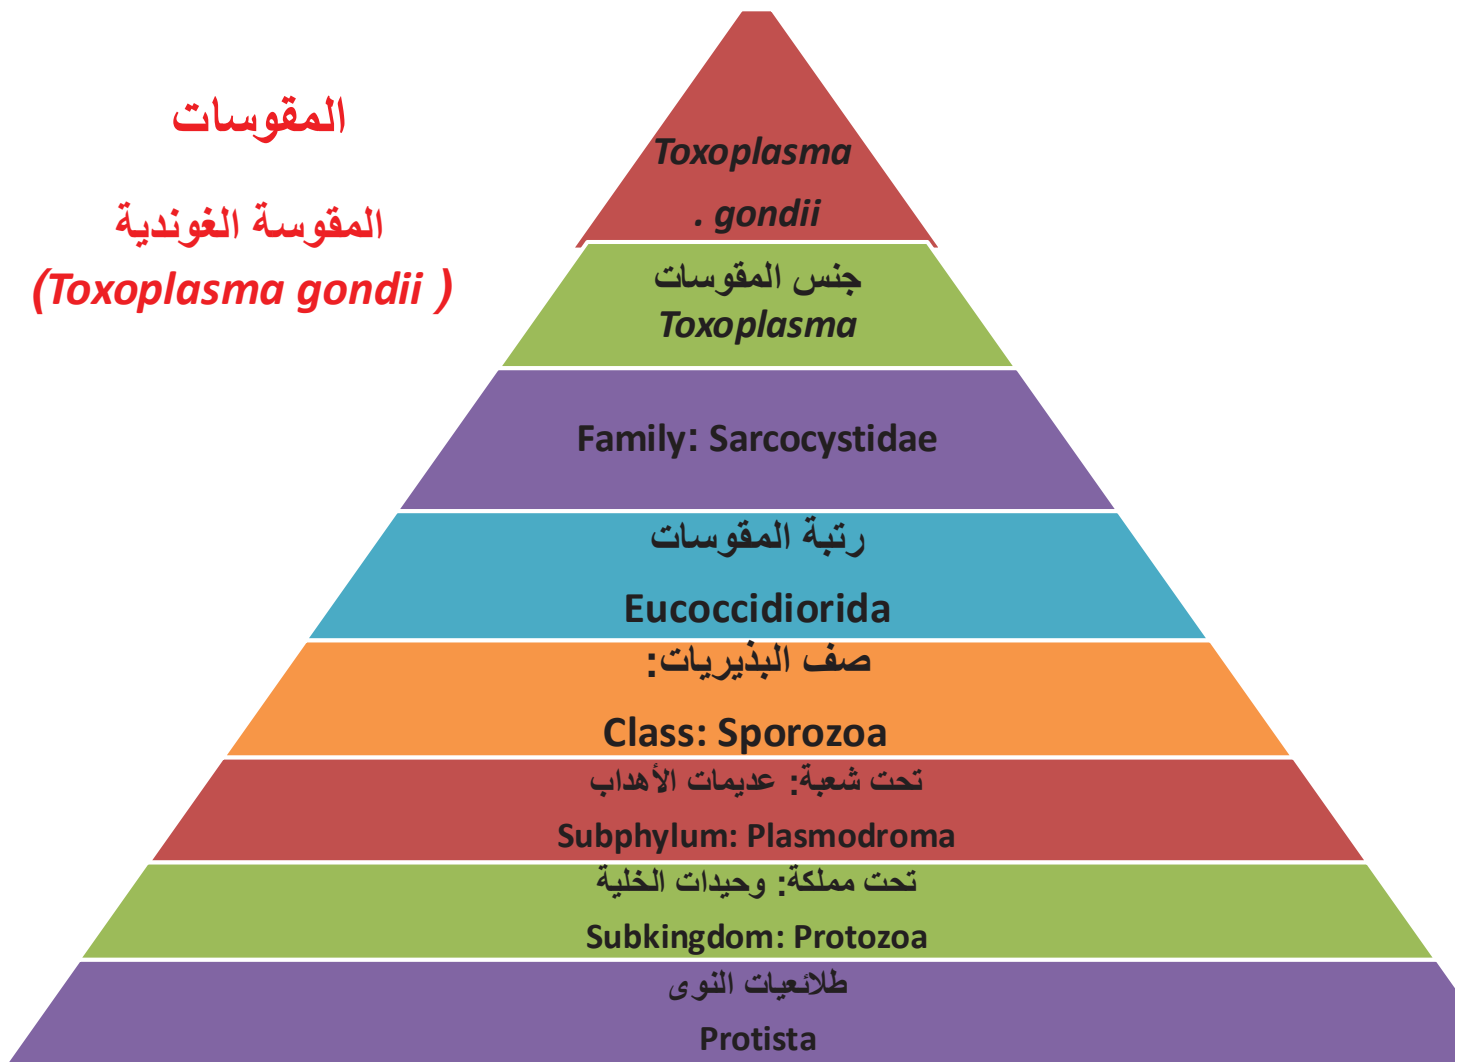 المقوسات
المقوسة الغوندية
(Toxoplasma gondii )
Toxoplasma
. gondii
جنس المقوسات
Toxoplasma
Family: Sarcocystidae
رتبة المقوسات
Eucoccidiorida
صف البذيريات:
Class: Sporozoa
تحت شعبة: عديمات الأهداب
Subphylum: Plasmodroma
تحت مملكة: وحيدات الخلية
Subkingdom: Protozoa
طلائعيات النوى
Protista